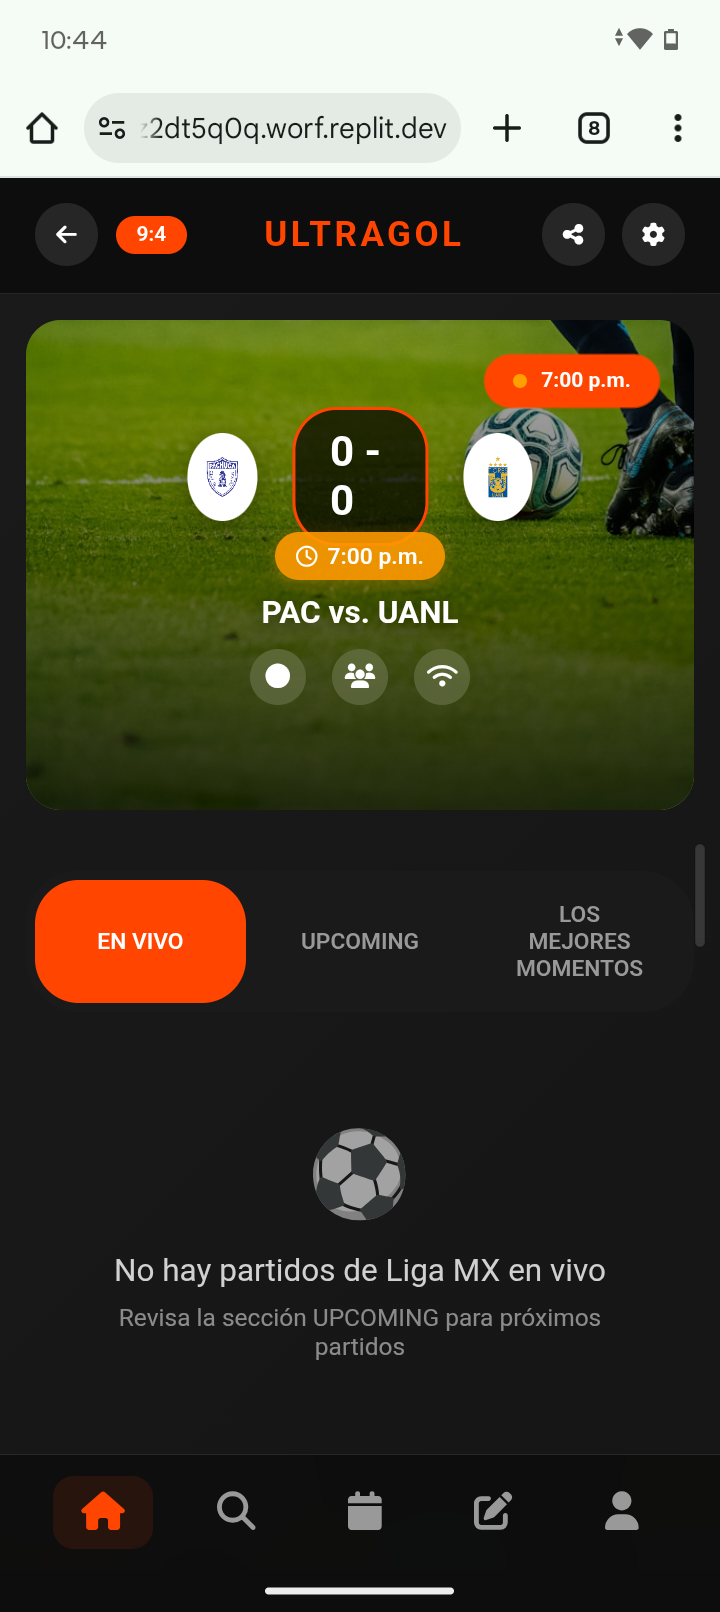 10:44
2dt5q0q.worf.replit.dev
8
9:4
ULTRAGOL
7:00 p.m.
PACHUCA
0 -
0
7:00 p.m.
PAC vs. UANL
EN VIVO
UPCOMING
LOS
MEJORES
MOMENTOS
No hay partidos de Liga MX en vivo
Revisa la sección UPCOMING para próximos
partidos